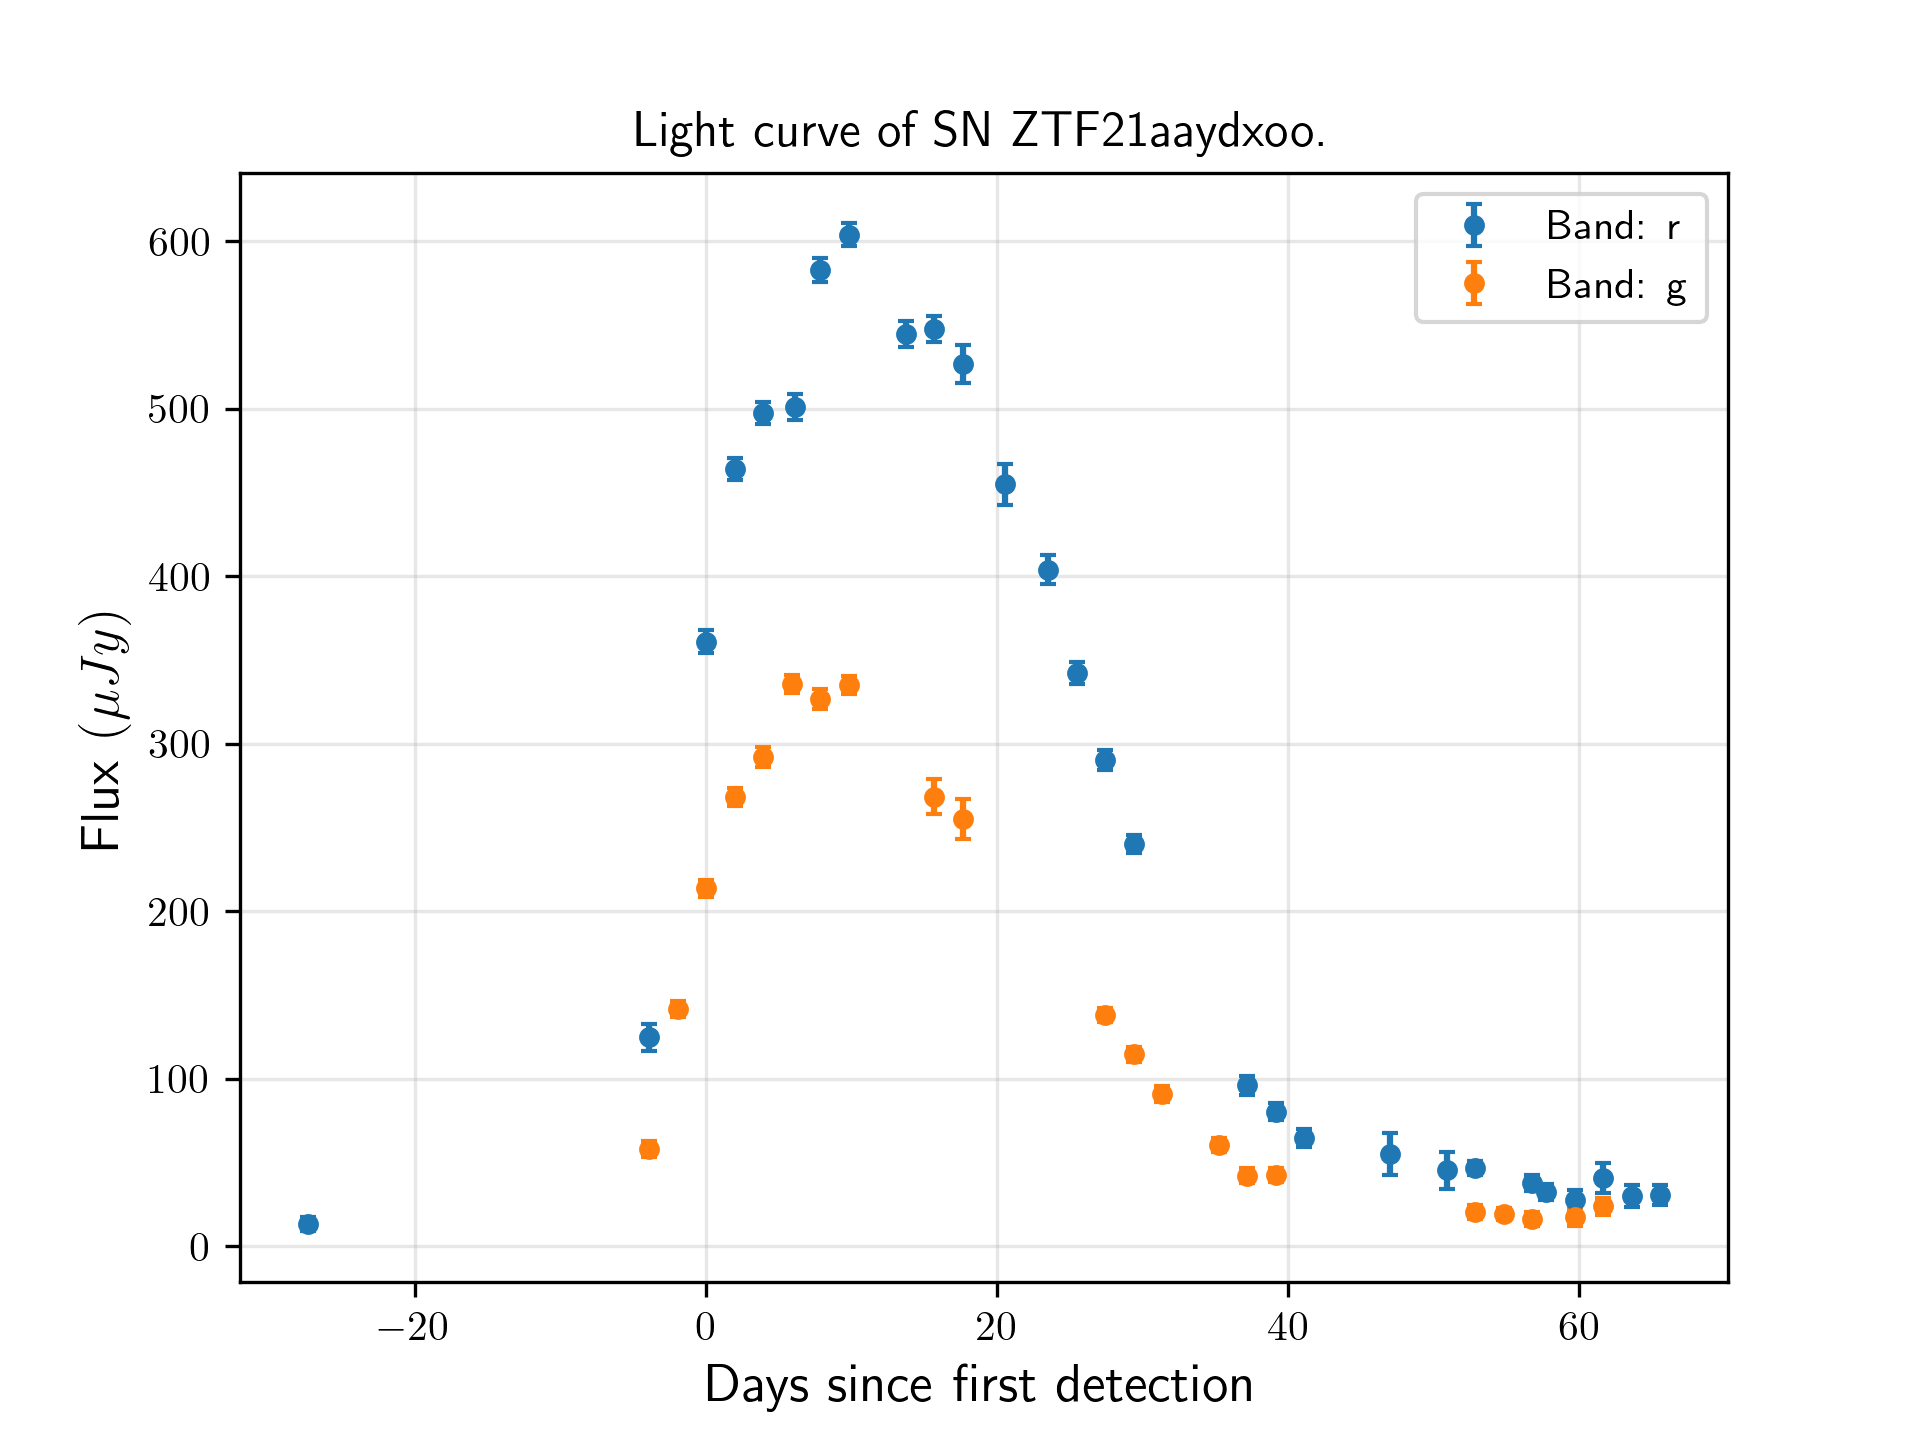 Light curve of SN ZTF21aaydxoo.
Band: r
Band: g
600
500
400
300
200
100
0
Flux (μJy)
−20 0 20 40 60
Days since first detection